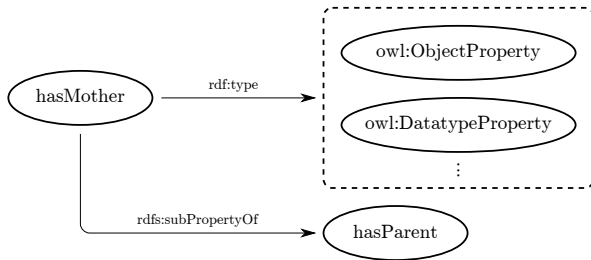 owl:ObjectProperty
hasMother
rdf:type
owl:DatatypeProperty
⋮
rdfs:subPropertyOf
hasParent